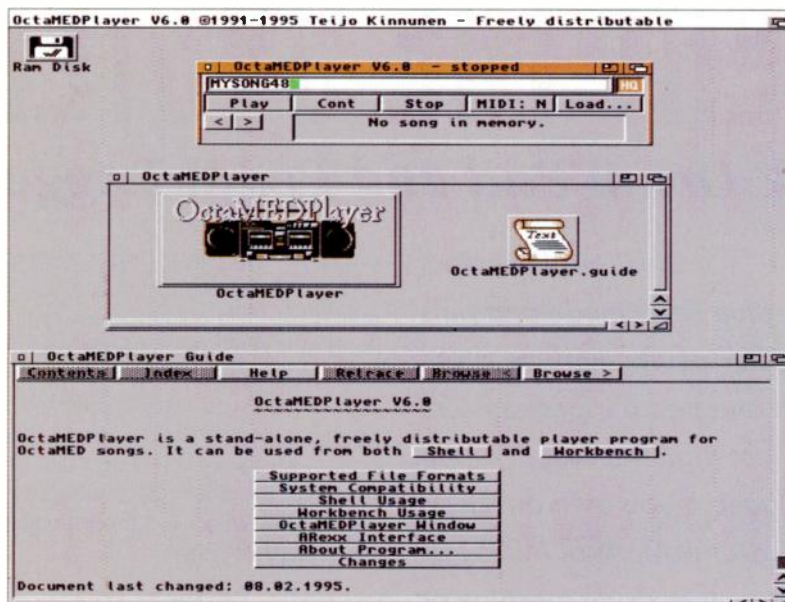 OctaMEDPlayer V6.0 ©1991-1995 Teijo Kinnunen - Freely distributable
Ram Disk
OctaMEDPlayer V6.0 - stopped
MYSONG48
HQ
Play Cont Stop MIDI: N Load...
< > No song in memory.
OctaMEDPlayer
OctaMEDPlayer
Text
OctaMEDPlayer.guide
OctaMEDPlayer
OctaMEDPlayer Guide
Contents Index Help Retrace Browse < Browse >
OctaMEDPlayer V6.0
OctaMEDPlayer is a stand-alone, freely distributable player program for
OctaMED songs. It can be used from both Shell and Workbench.
Supported File Formats
System Compatibility
Shell Usage
Workbench Usage
OctaMEDPlayer Window
ARexx Interface
About Program...
Changes
Document last changed: 08.02.1995.